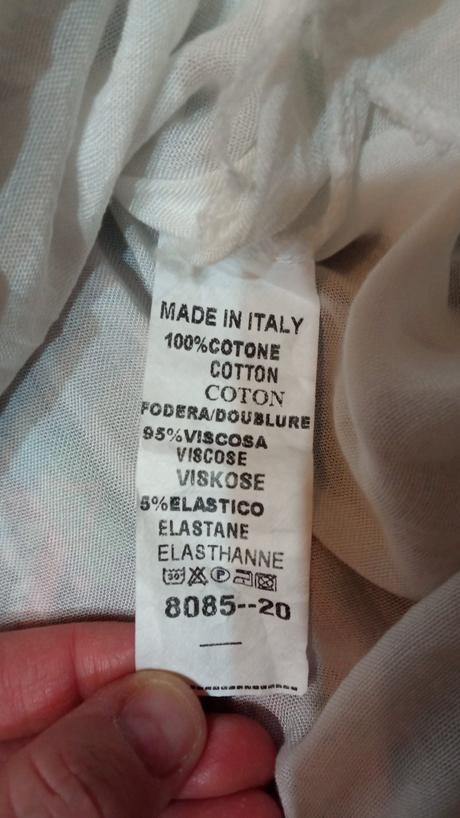 MADE IN ITALY
100%COTONE
COTTON
COTON
FODERA/DOUBLURE
95%VISCOSA
VISCOSE
VISKOSE
5%ELASTICO
ELASTANE
ELASTHANNE
30 P
8085--20